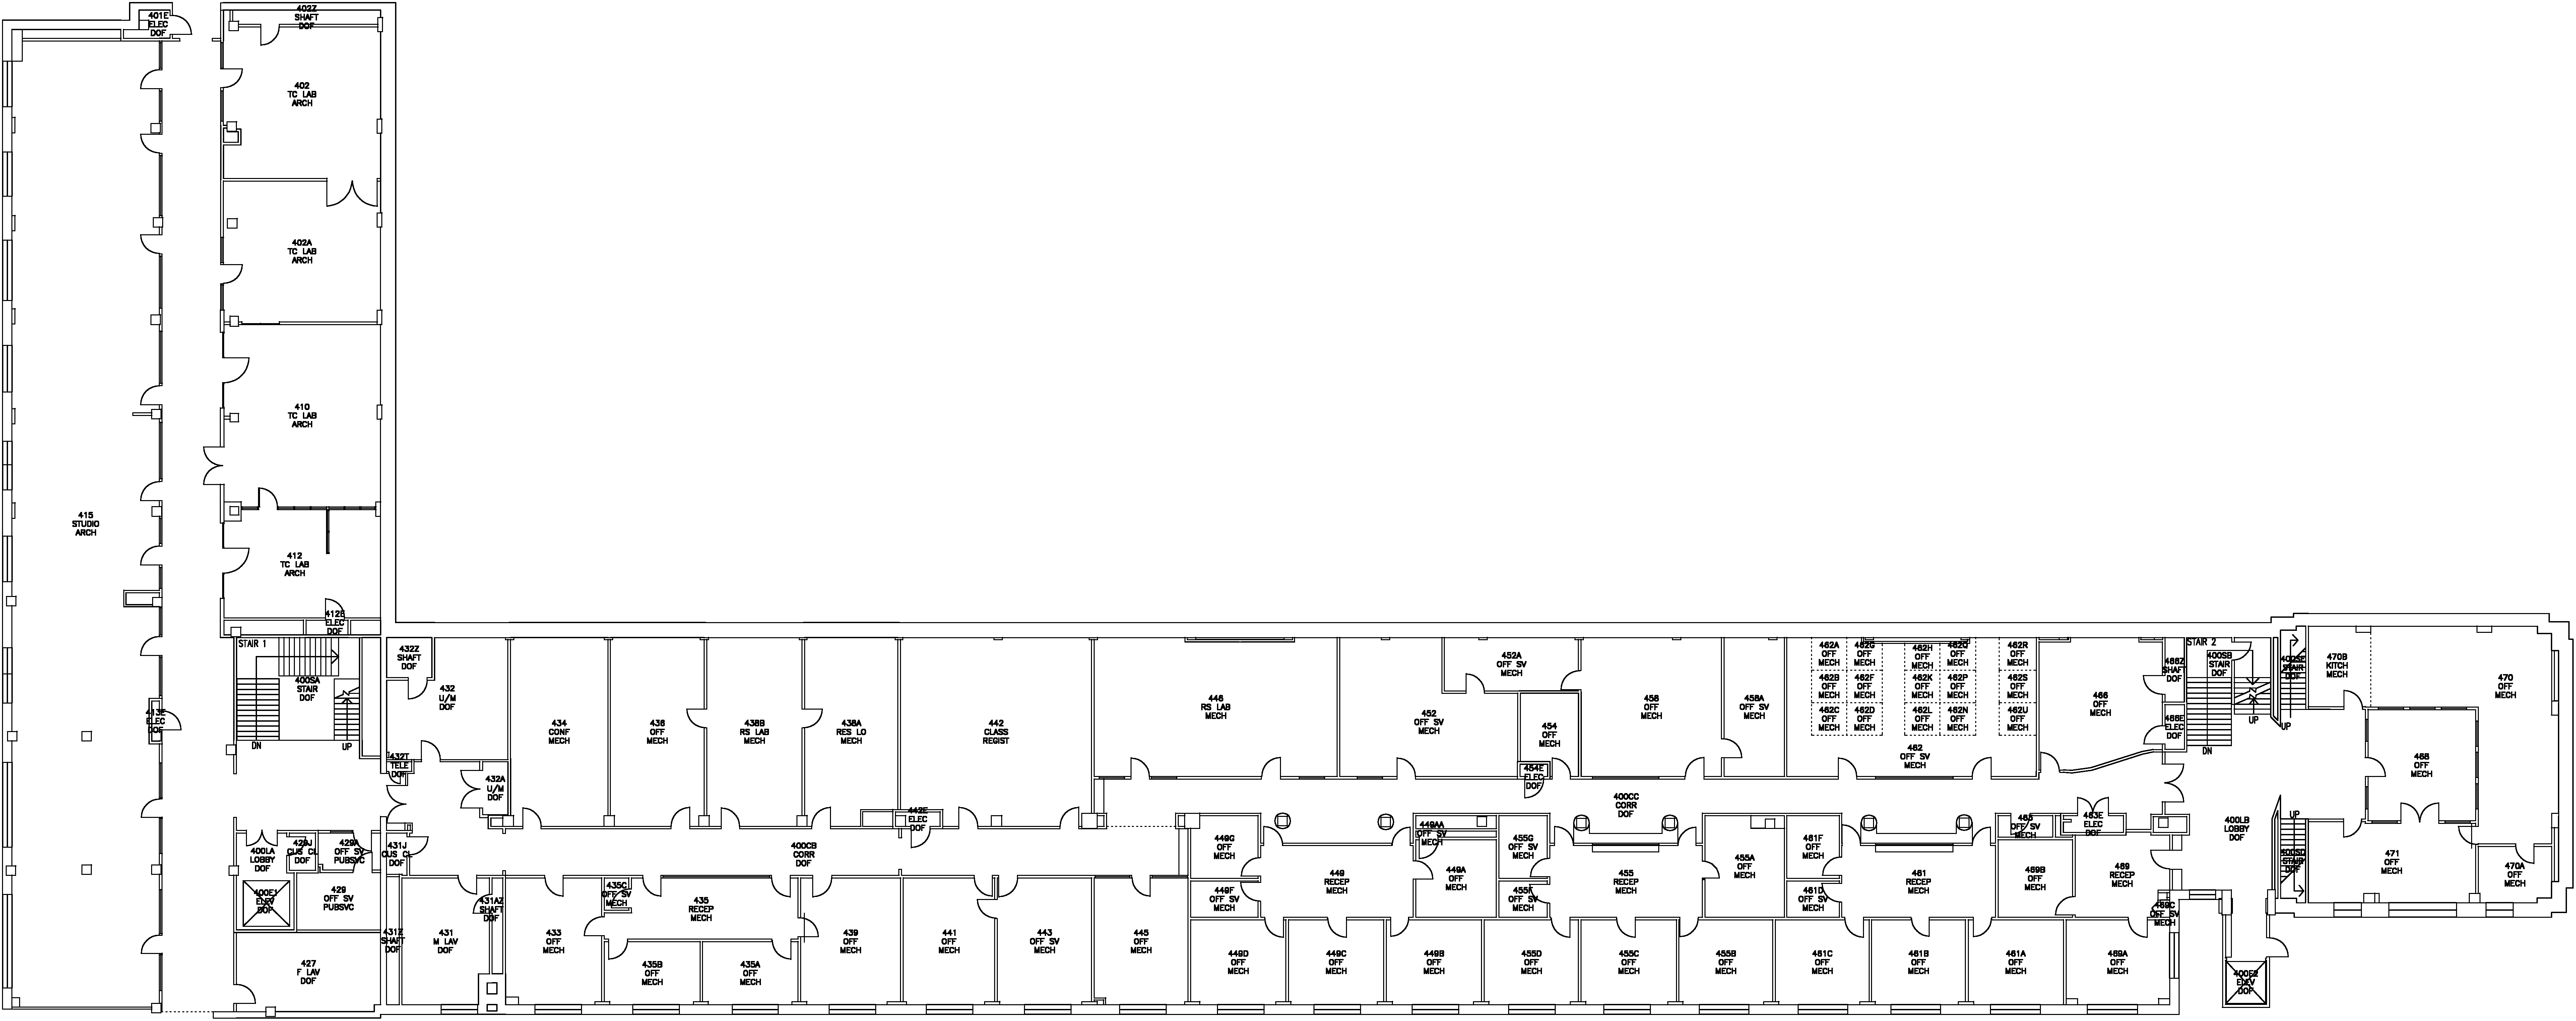 401E
ELEC
DOF
402Z
SHAFT
DOF
402
TC LAB
ARCH
402A
TC LAB
ARCH
410
TC LAB
ARCH
415
STUDIO
ARCH
412
TC LAB
ARCH
412E
ELEC
DOF
STAIR 1
400SA
STAIR
DOF
DN
UP
413E
ELEC
DOF
432Z
SHAFT
DOF
432
U/M
DOF
432T
TELE
DOF
432A
U/M
DOF
434
CONF
MECH
436
OFF
MECH
438B
RS LAB
MECH
438A
RES LO
MECH
442
CLASS
REGIST
442E
ELEC
DOF
446
RS LAB
MECH
452A
OFF SV
MECH
452
OFF SV
MECH
454
OFF
MECH
454E
ELEC
DOF
458
OFF
MECH
458A
OFF SV
MECH
462A
OFF
MECH
462G
OFF
MECH
462H
OFF
MECH
462Q
OFF
MECH
462R
OFF
MECH
462B
OFF
MECH
462F
OFF
MECH
462K
OFF
MECH
462P
OFF
MECH
462S
OFF
MECH
462C
OFF
MECH
462D
OFF
MECH
462L
OFF
MECH
462N
OFF
MECH
462U
OFF
MECH
462
OFF SV
MECH
466
OFF
MECH
466Z
SHAFT
DOF
466E
ELEC
DOF
STAIR 2
400SB
STAIR
DOF
DN
UP
400SE
STAIR
DOF
UP
470B
KITCH
MECH
470
OFF
MECH
468
OFF
MECH
400LA
LOBBY
DOF
429J
CUS CL
DOF
429A
OFF SV
PUBSVC
429
OFF SV
PUBSVC
400E1
ELEV
DOF
427
F LAV
DOF
431J
CUS CL
DOF
431Z
SHAFT
DOF
431
M LAV
DOF
431AZ
SHAFT
DOF
400CB
CORR
DOF
433
OFF
MECH
435C
OFF SV
MECH
435
RECEP
MECH
435B
OFF
MECH
435A
OFF
MECH
439
OFF
MECH
441
OFF
MECH
443
OFF SV
MECH
445
OFF
MECH
400CC
CORR
DOF
449G
OFF
MECH
449F
OFF SV
MECH
449
RECEP
MECH
449AA
OFF SV
MECH
449A
OFF
MECH
449D
OFF
MECH
449C
OFF
MECH
449B
OFF
MECH
455G
OFF SV
MECH
455F
OFF SV
MECH
455
RECEP
MECH
455A
OFF
MECH
455D
OFF
MECH
455C
OFF
MECH
455B
OFF
MECH
461F
OFF
MECH
461D
OFF SV
MECH
461
RECEP
MECH
461C
OFF
MECH
461B
OFF
MECH
461A
OFF
MECH
465
OFF SV
MECH
463E
ELEC
DOF
469B
OFF
MECH
469
RECEP
MECH
469C
OFF SV
MECH
469A
OFF
MECH
400LB
LOBBY
DOF
400E2
ELEV
DOF
UP
400SD
STAIR
DOF
471
OFF
MECH
470A
OFF
MECH